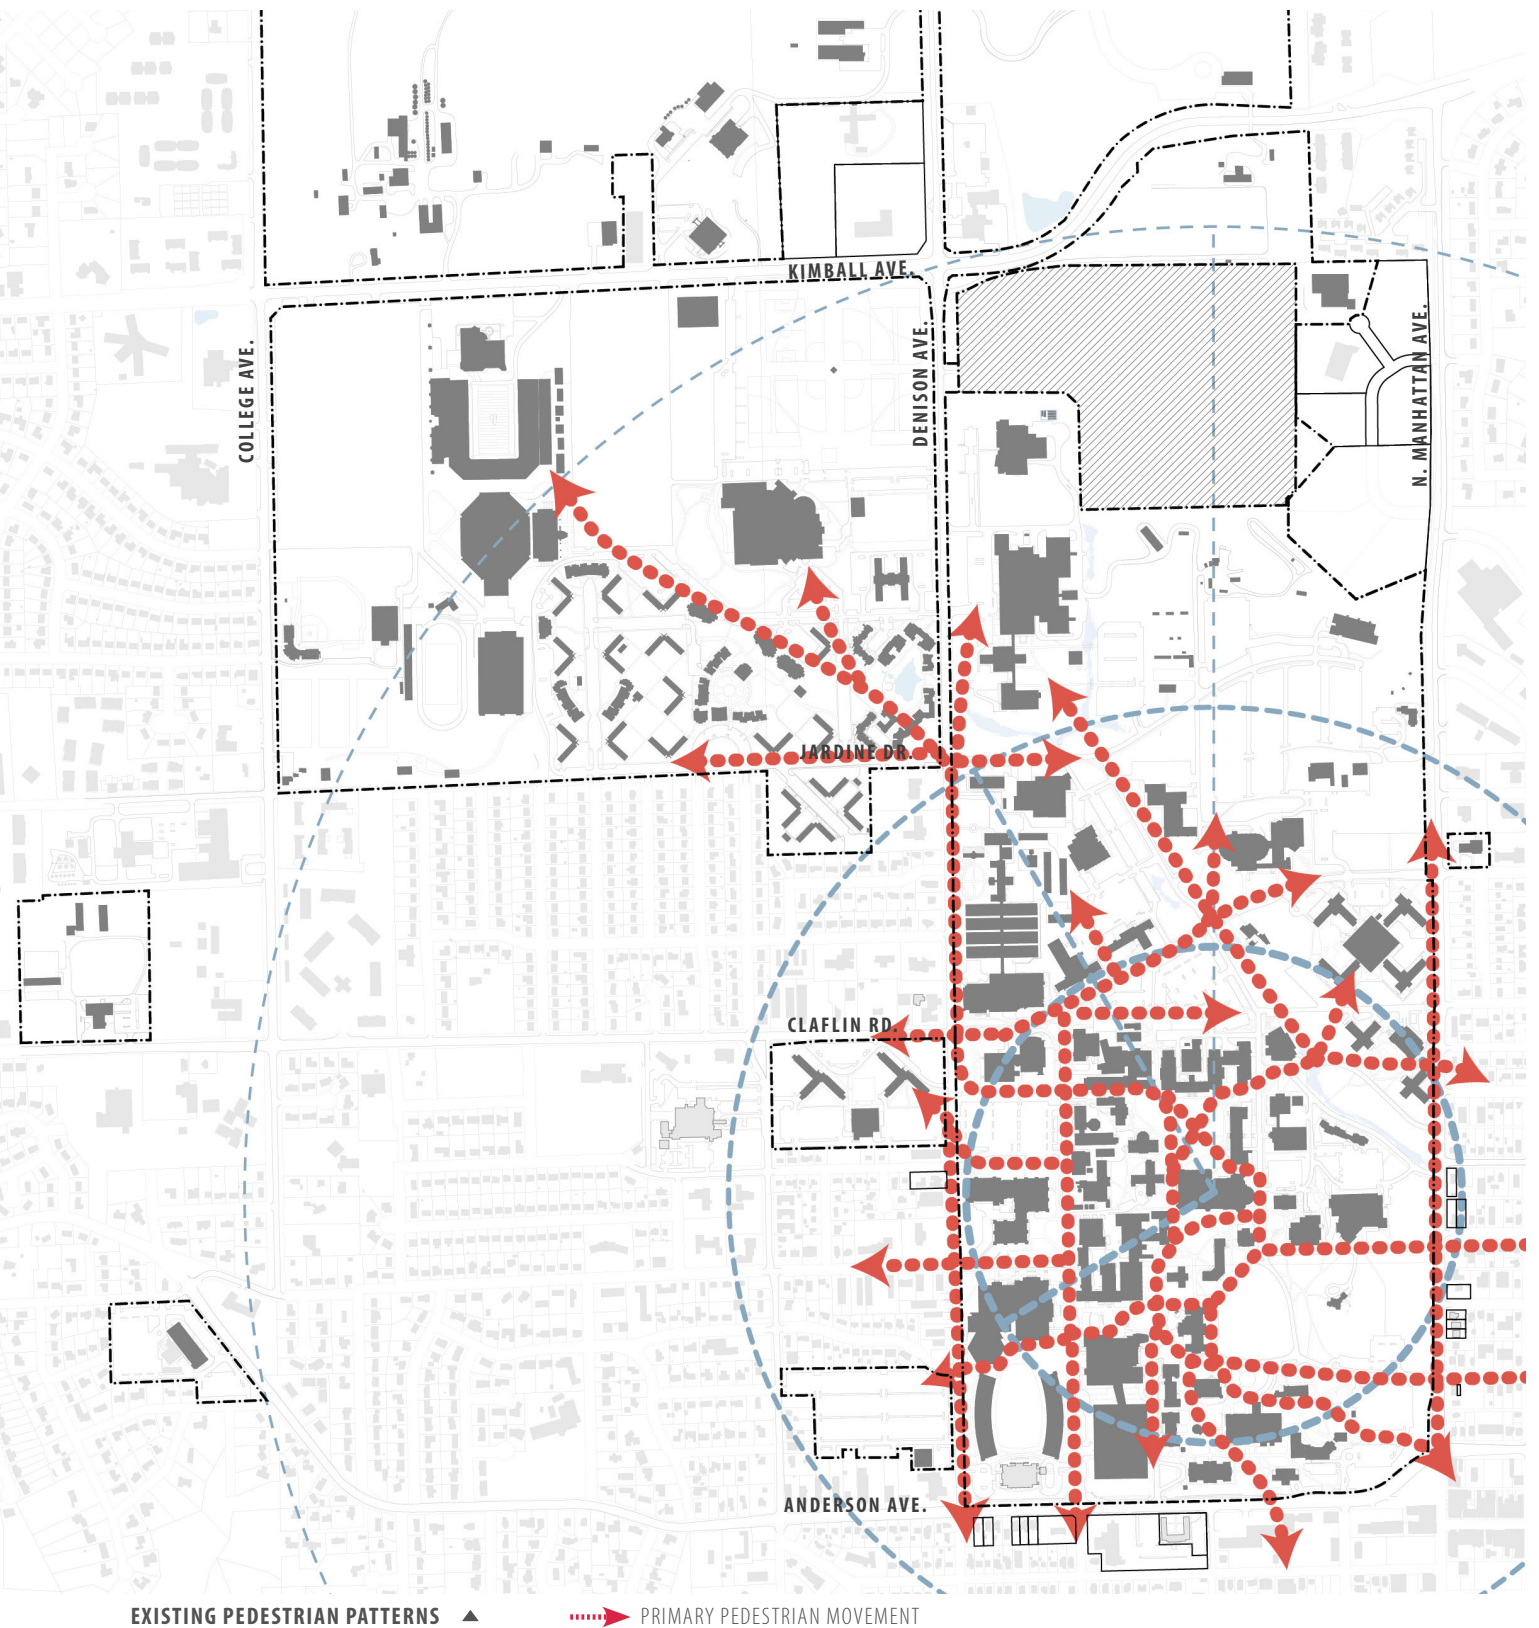 KIMBALL AVE.
COLLEGE AVE.
DENISON AVE.
N. MANHATTAN AVE.
JARDINE DR.
CLAFLIN RD.
ANDERSON AVE.
EXISTING PEDESTRIAN PATTERNS
PRIMARY PEDESTRIAN MOVEMENT